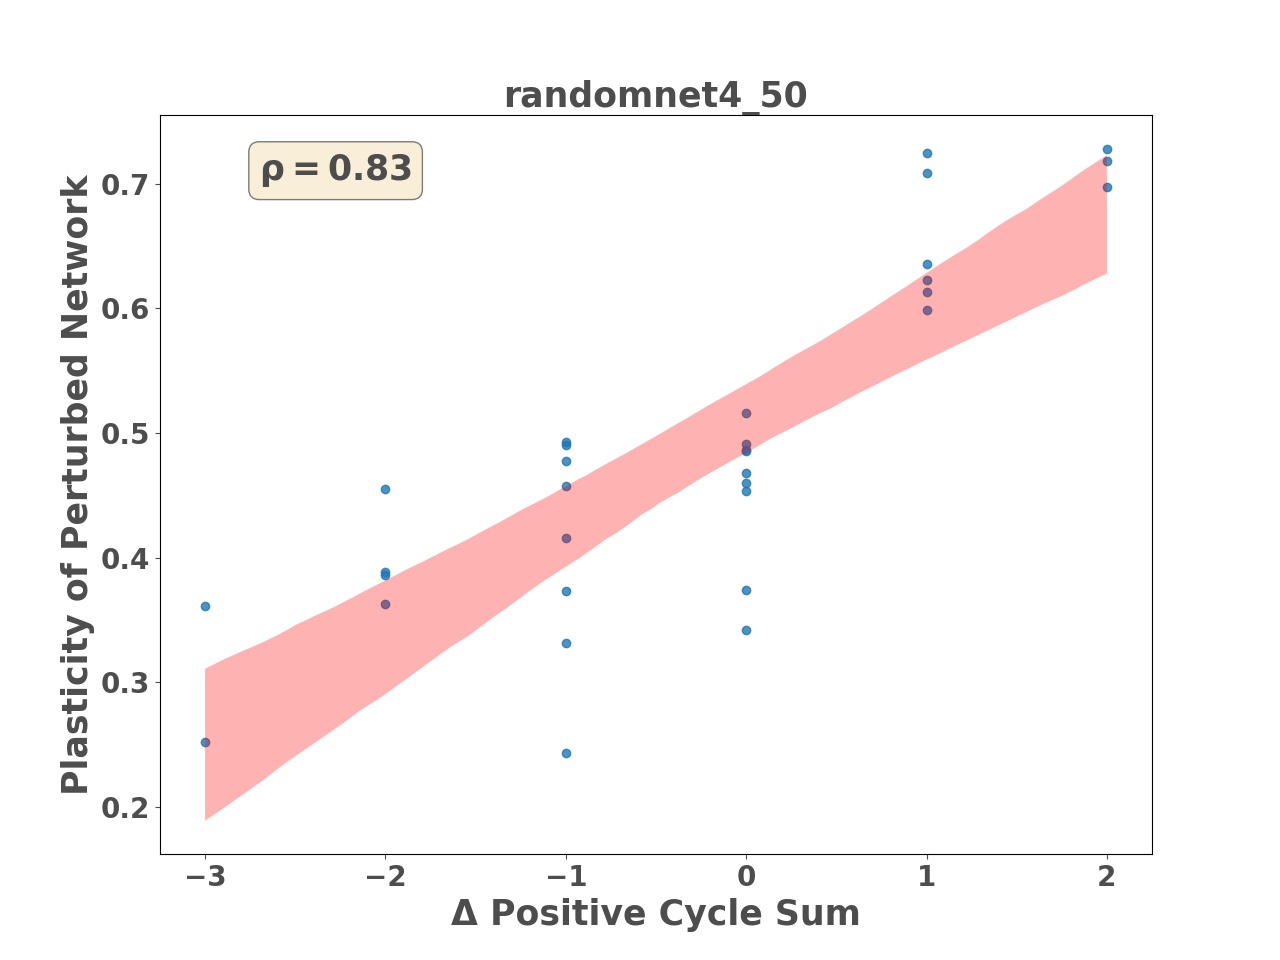 randomnet4_50
ρ = 0.83
Plasticity of Perturbed Network
0.7
0.6
0.5
0.4
0.3
0.2
−3 −2 −1 0 1 2
Δ Positive Cycle Sum